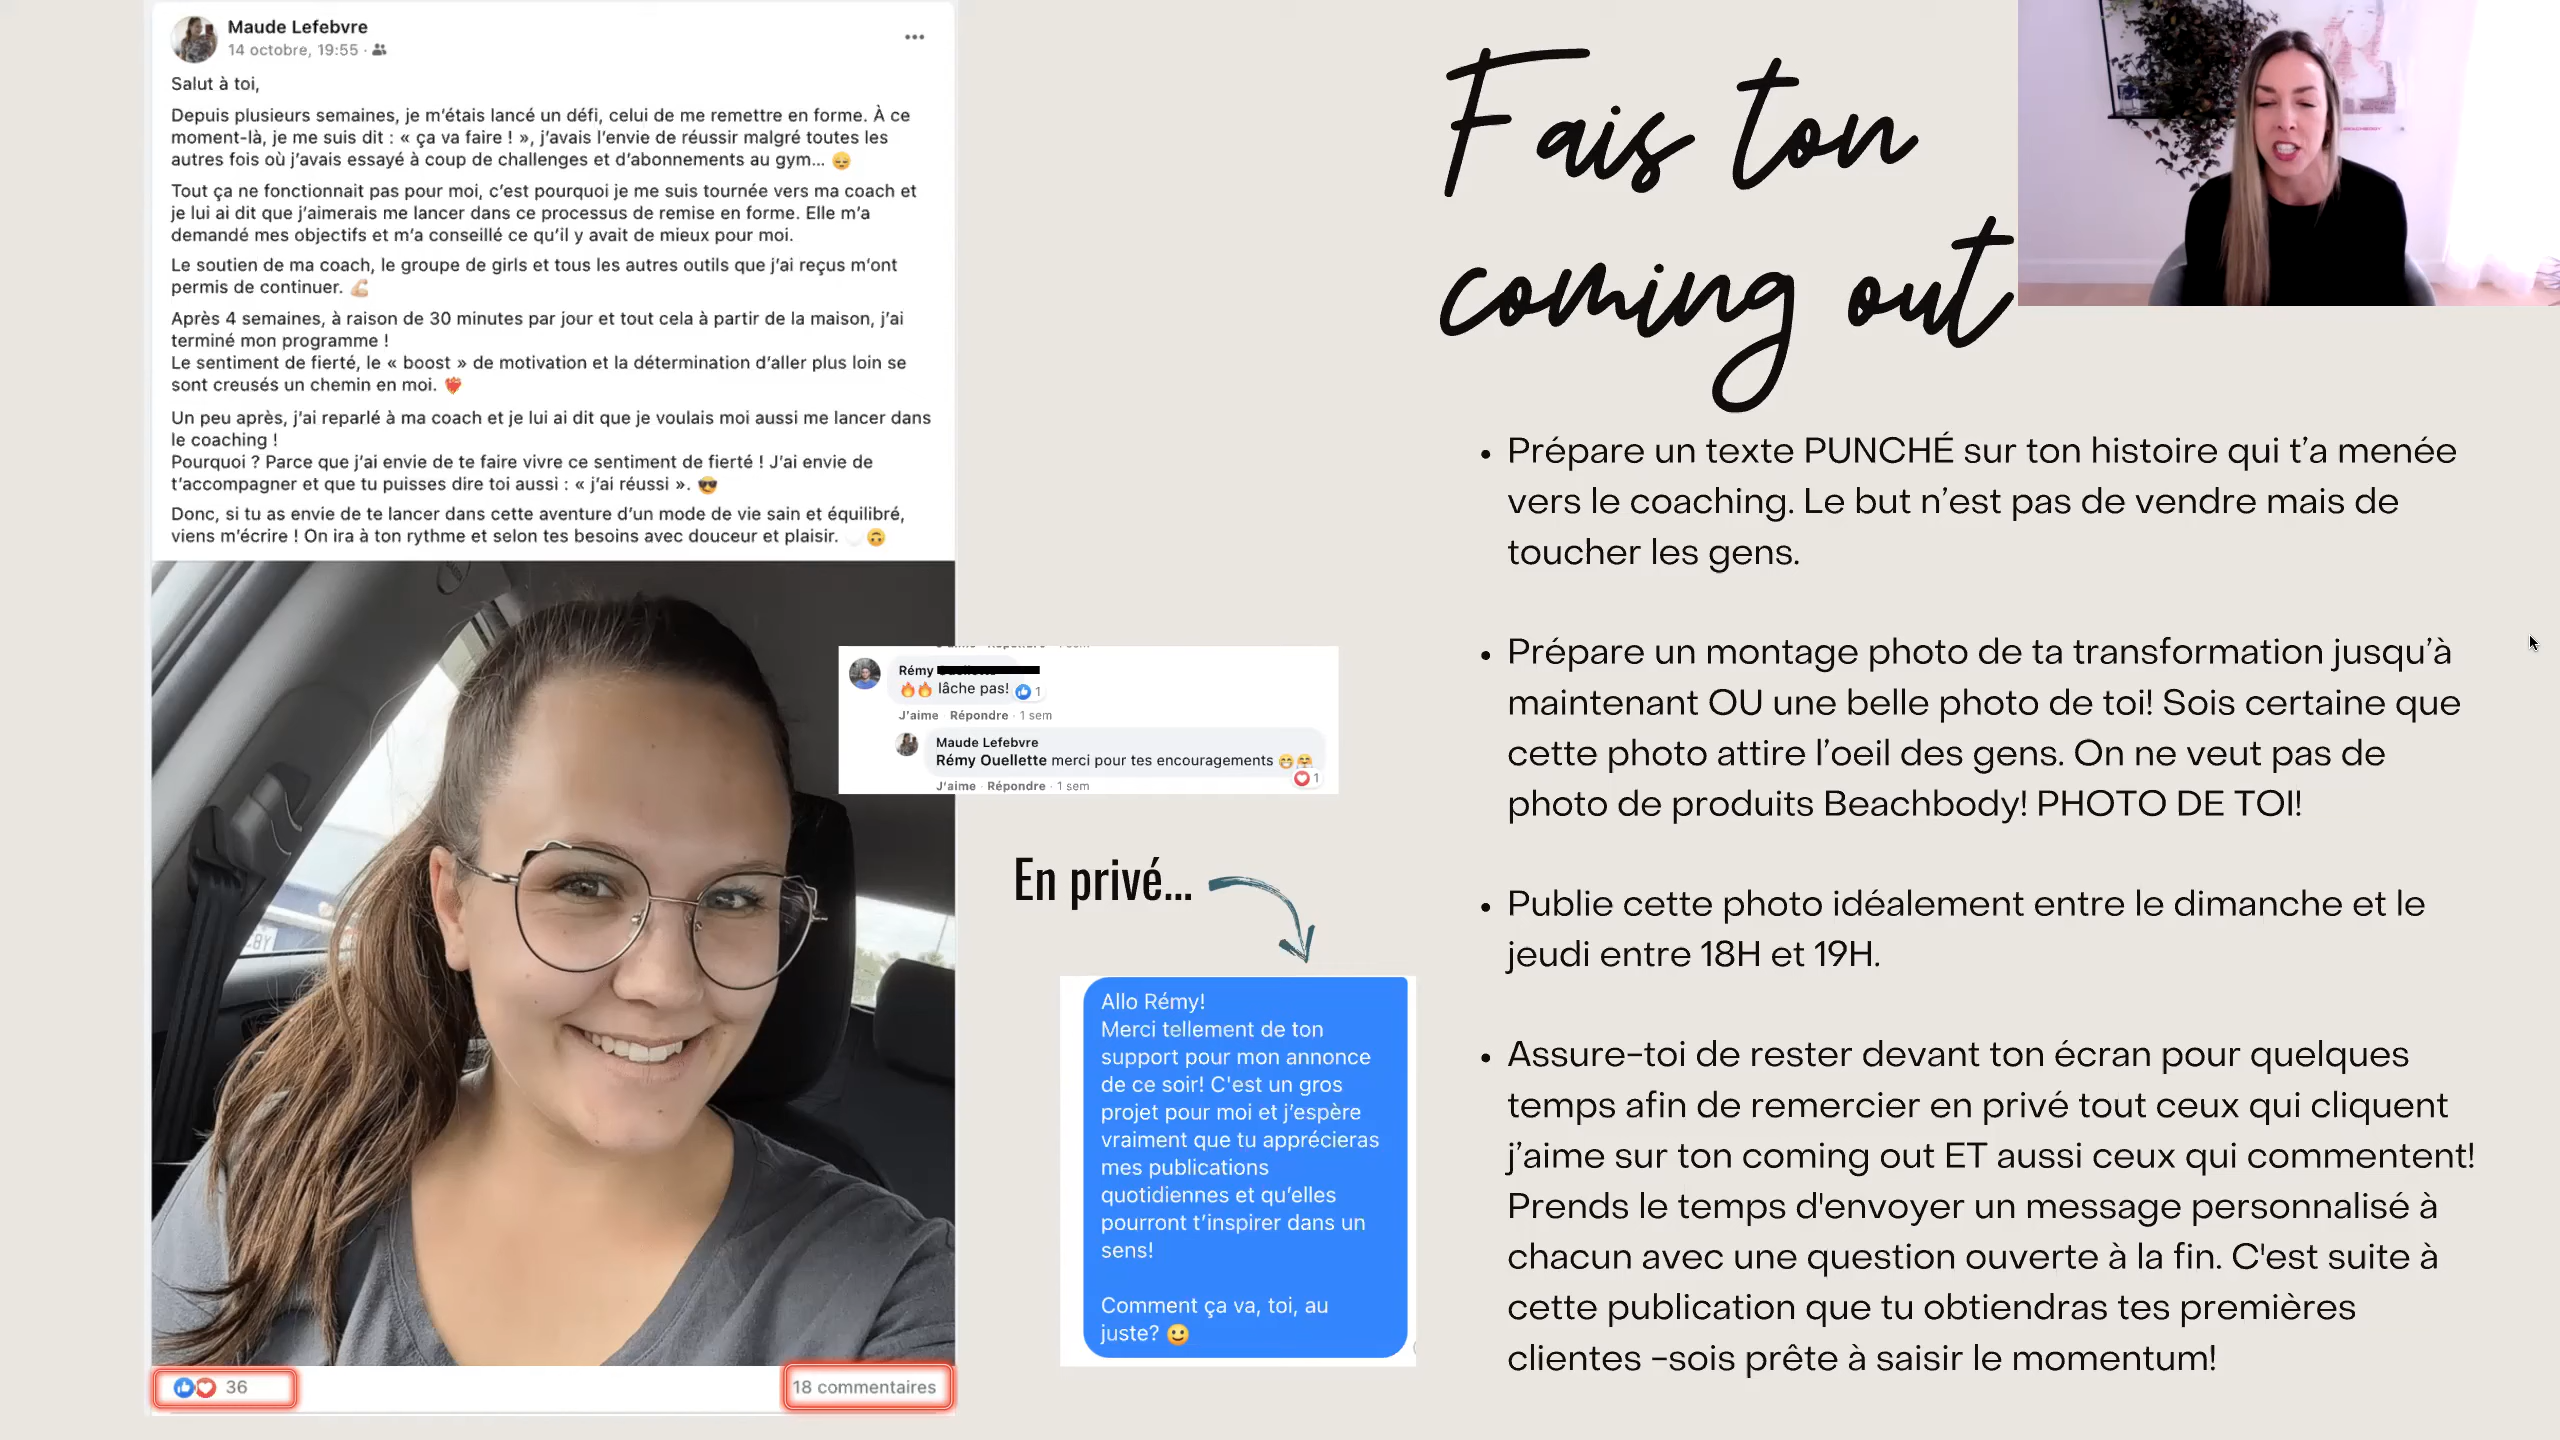 Maude Lefebvre
14 octobre, 19:55 ·
Salut à toi,
Depuis plusieurs semaines, je m'étais lancé un défi, celui de me remettre en forme. À ce
moment-là, je me suis dit : « ça va faire ! », j'avais l'envie de réussir malgré toutes les
autres fois où j'avais essayé à coup de challenges et d'abonnements au gym... 😔
Tout ça ne fonctionnait pas pour moi, c'est pourquoi je me suis tournée vers ma coach et
je lui ai dit que j'aimerais me lancer dans ce processus de remise en forme. Elle m'a
demandé mes objectifs et m'a conseillé ce qu'il y avait de mieux pour moi.
Le soutien de ma coach, le groupe de girls et tous les autres outils que j'ai reçus m'ont
permis de continuer. 💪🏻
Après 4 semaines, à raison de 30 minutes par jour et tout cela à partir de la maison, j'ai
terminé mon programme !
Le sentiment de fierté, le « boost » de motivation et la détermination d'aller plus loin se
sont creusés un chemin en moi. ❤️‍🔥
Un peu après, j'ai reparlé à ma coach et je lui ai dit que je voulais moi aussi me lancer dans
le coaching !
Pourquoi ? Parce que j'ai envie de te faire vivre ce sentiment de fierté ! J'ai envie de
t'accompagner et que tu puisses dire toi aussi : « j'ai réussi ». 😎
Donc, si tu as envie de te lancer dans cette aventure d'un mode de vie sain et équilibré,
viens m'écrire ! On ira à ton rythme et selon tes besoins avec douceur et plaisir. 🤍🙃
36
18 commentaires
Rémy
🔥🔥 lâche pas! 1
J'aime · Répondre · 1 sem
Maude Lefebvre
Rémy Ouellette merci pour tes encouragements 😁🤗
1
J'aime · Répondre · 1 sem
En privé...
Allo Rémy!
Merci tellement de ton
support pour mon annonce
de ce soir! C'est un gros
projet pour moi et j'espère
vraiment que tu apprécieras
mes publications
quotidiennes et qu'elles
pourront t'inspirer dans un
sens!
Comment ça va, toi, au
juste? 🙂
Fais ton
coming out
• Prépare un texte PUNCHÉ sur ton histoire qui t'a menée
vers le coaching. Le but n'est pas de vendre mais de
toucher les gens.
• Prépare un montage photo de ta transformation jusqu'à
maintenant OU une belle photo de toi! Sois certaine que
cette photo attire l'oeil des gens. On ne veut pas de
photo de produits Beachbody! PHOTO DE TOI!
• Publie cette photo idéalement entre le dimanche et le
jeudi entre 18H et 19H.
• Assure-toi de rester devant ton écran pour quelques
temps afin de remercier en privé tout ceux qui cliquent
j'aime sur ton coming out ET aussi ceux qui commentent!
Prends le temps d'envoyer un message personnalisé à
chacun avec une question ouverte à la fin. C'est suite à
cette publication que tu obtiendras tes premières
clientes -sois prête à saisir le momentum!